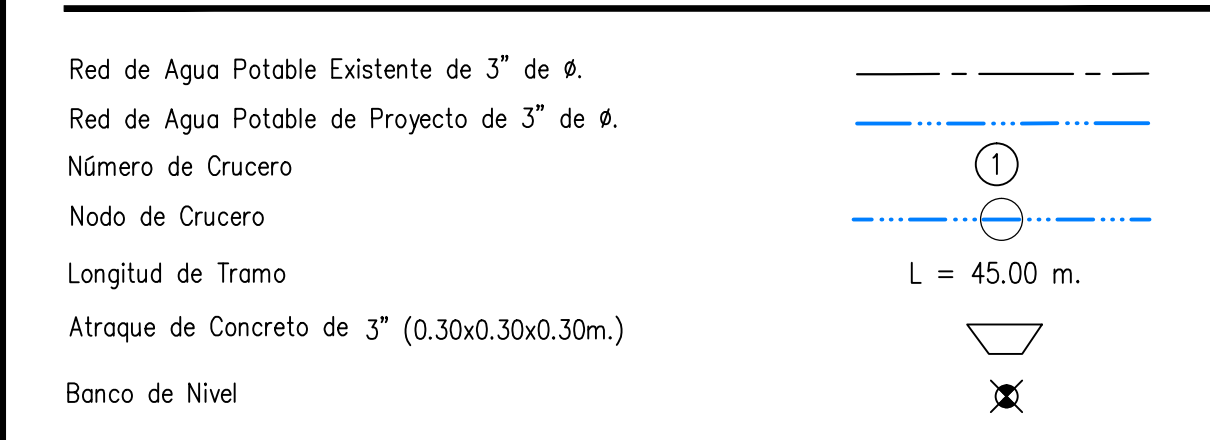 Red de Agua Potable Existente de 3" de ø.
Red de Agua Potable de Proyecto de 3" de ø.
Número de Crucero 1
Nodo de Crucero
Longitud de Tramo L = 45.00 m.
Atraque de Concreto de 3" (0.30x0.30x0.30m.)
Banco de Nivel